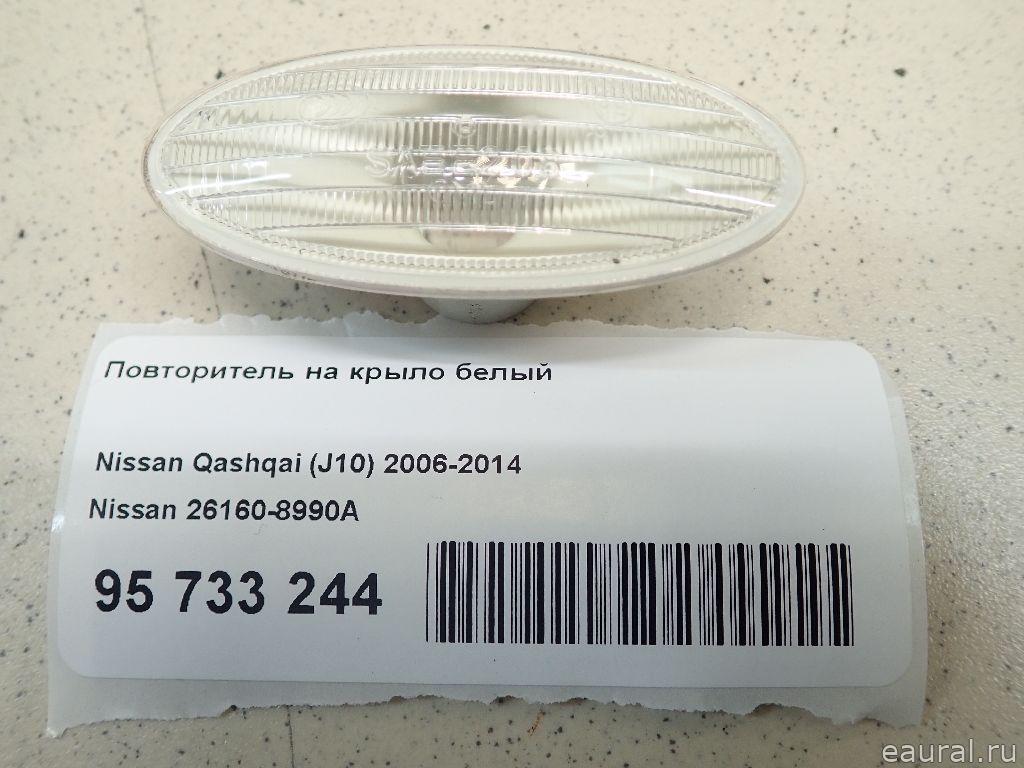 Повторитель на крыло белый
Nissan Qashqai (J10) 2006-2014
Nissan 26160-8990A
95 733 244
eaural.ru